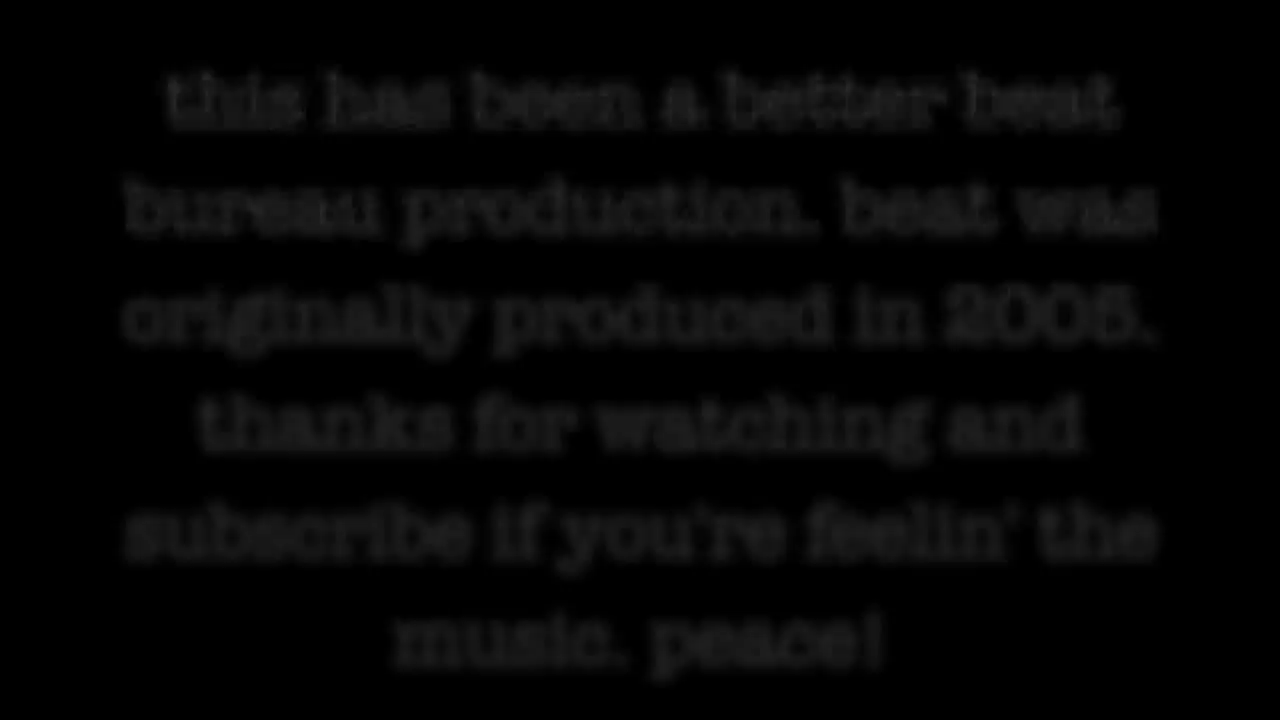 this has been a better beat
bureau production. beat was
originally produced in 2005.
thanks for watching and
subscribe if you're feelin' the
music. peace!